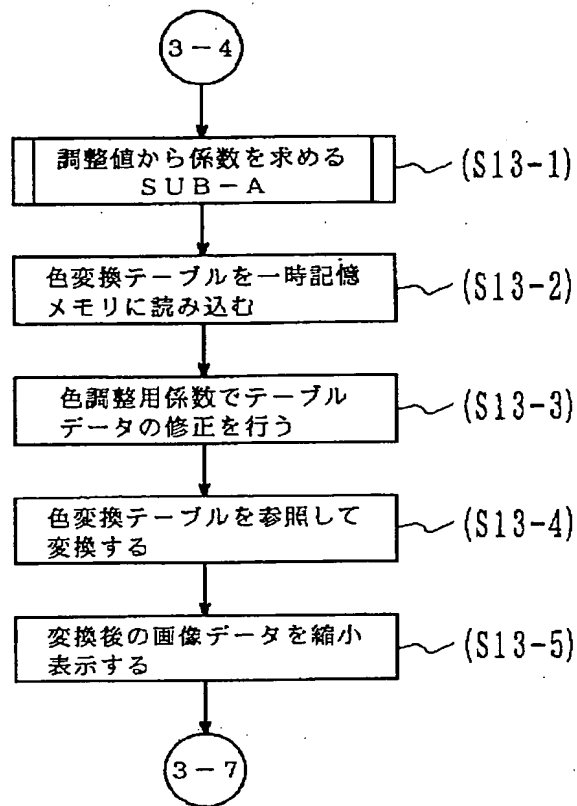 3-4
調整値から係数を求める
SUB-A
(S13-1)
色変換テーブルを一時記憶
メモリに読み込む
(S13-2)
色調整用係数でテーブル
データの修正を行う
(S13-3)
色変換テーブルを参照して
変換する
(S13-4)
変換後の画像データを縮小
表示する
(S13-5)
3-7